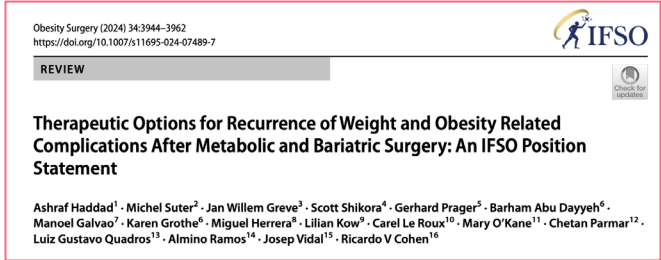 Obesity Surgery (2024) 34:3944–3962
https://doi.org/10.1007/s11695-024-07489-7
IFSO
REVIEW
Check for
updates
Therapeutic Options for Recurrence of Weight and Obesity Related
Complications After Metabolic and Bariatric Surgery: An IFSO Position
Statement
Ashraf Haddad1 · Michel Suter2 · Jan Willem Greve3 · Scott Shikora4 · Gerhard Prager5 · Barham Abu Dayyeh6 ·
Manoel Galvao7 · Karen Grothe6 · Miguel Herrera8 · Lilian Kow9 · Carel Le Roux10 · Mary O'Kane11 · Chetan Parmar12 ·
Luiz Gustavo Quadros13 · Almino Ramos14 · Josep Vidal15 · Ricardo V Cohen16